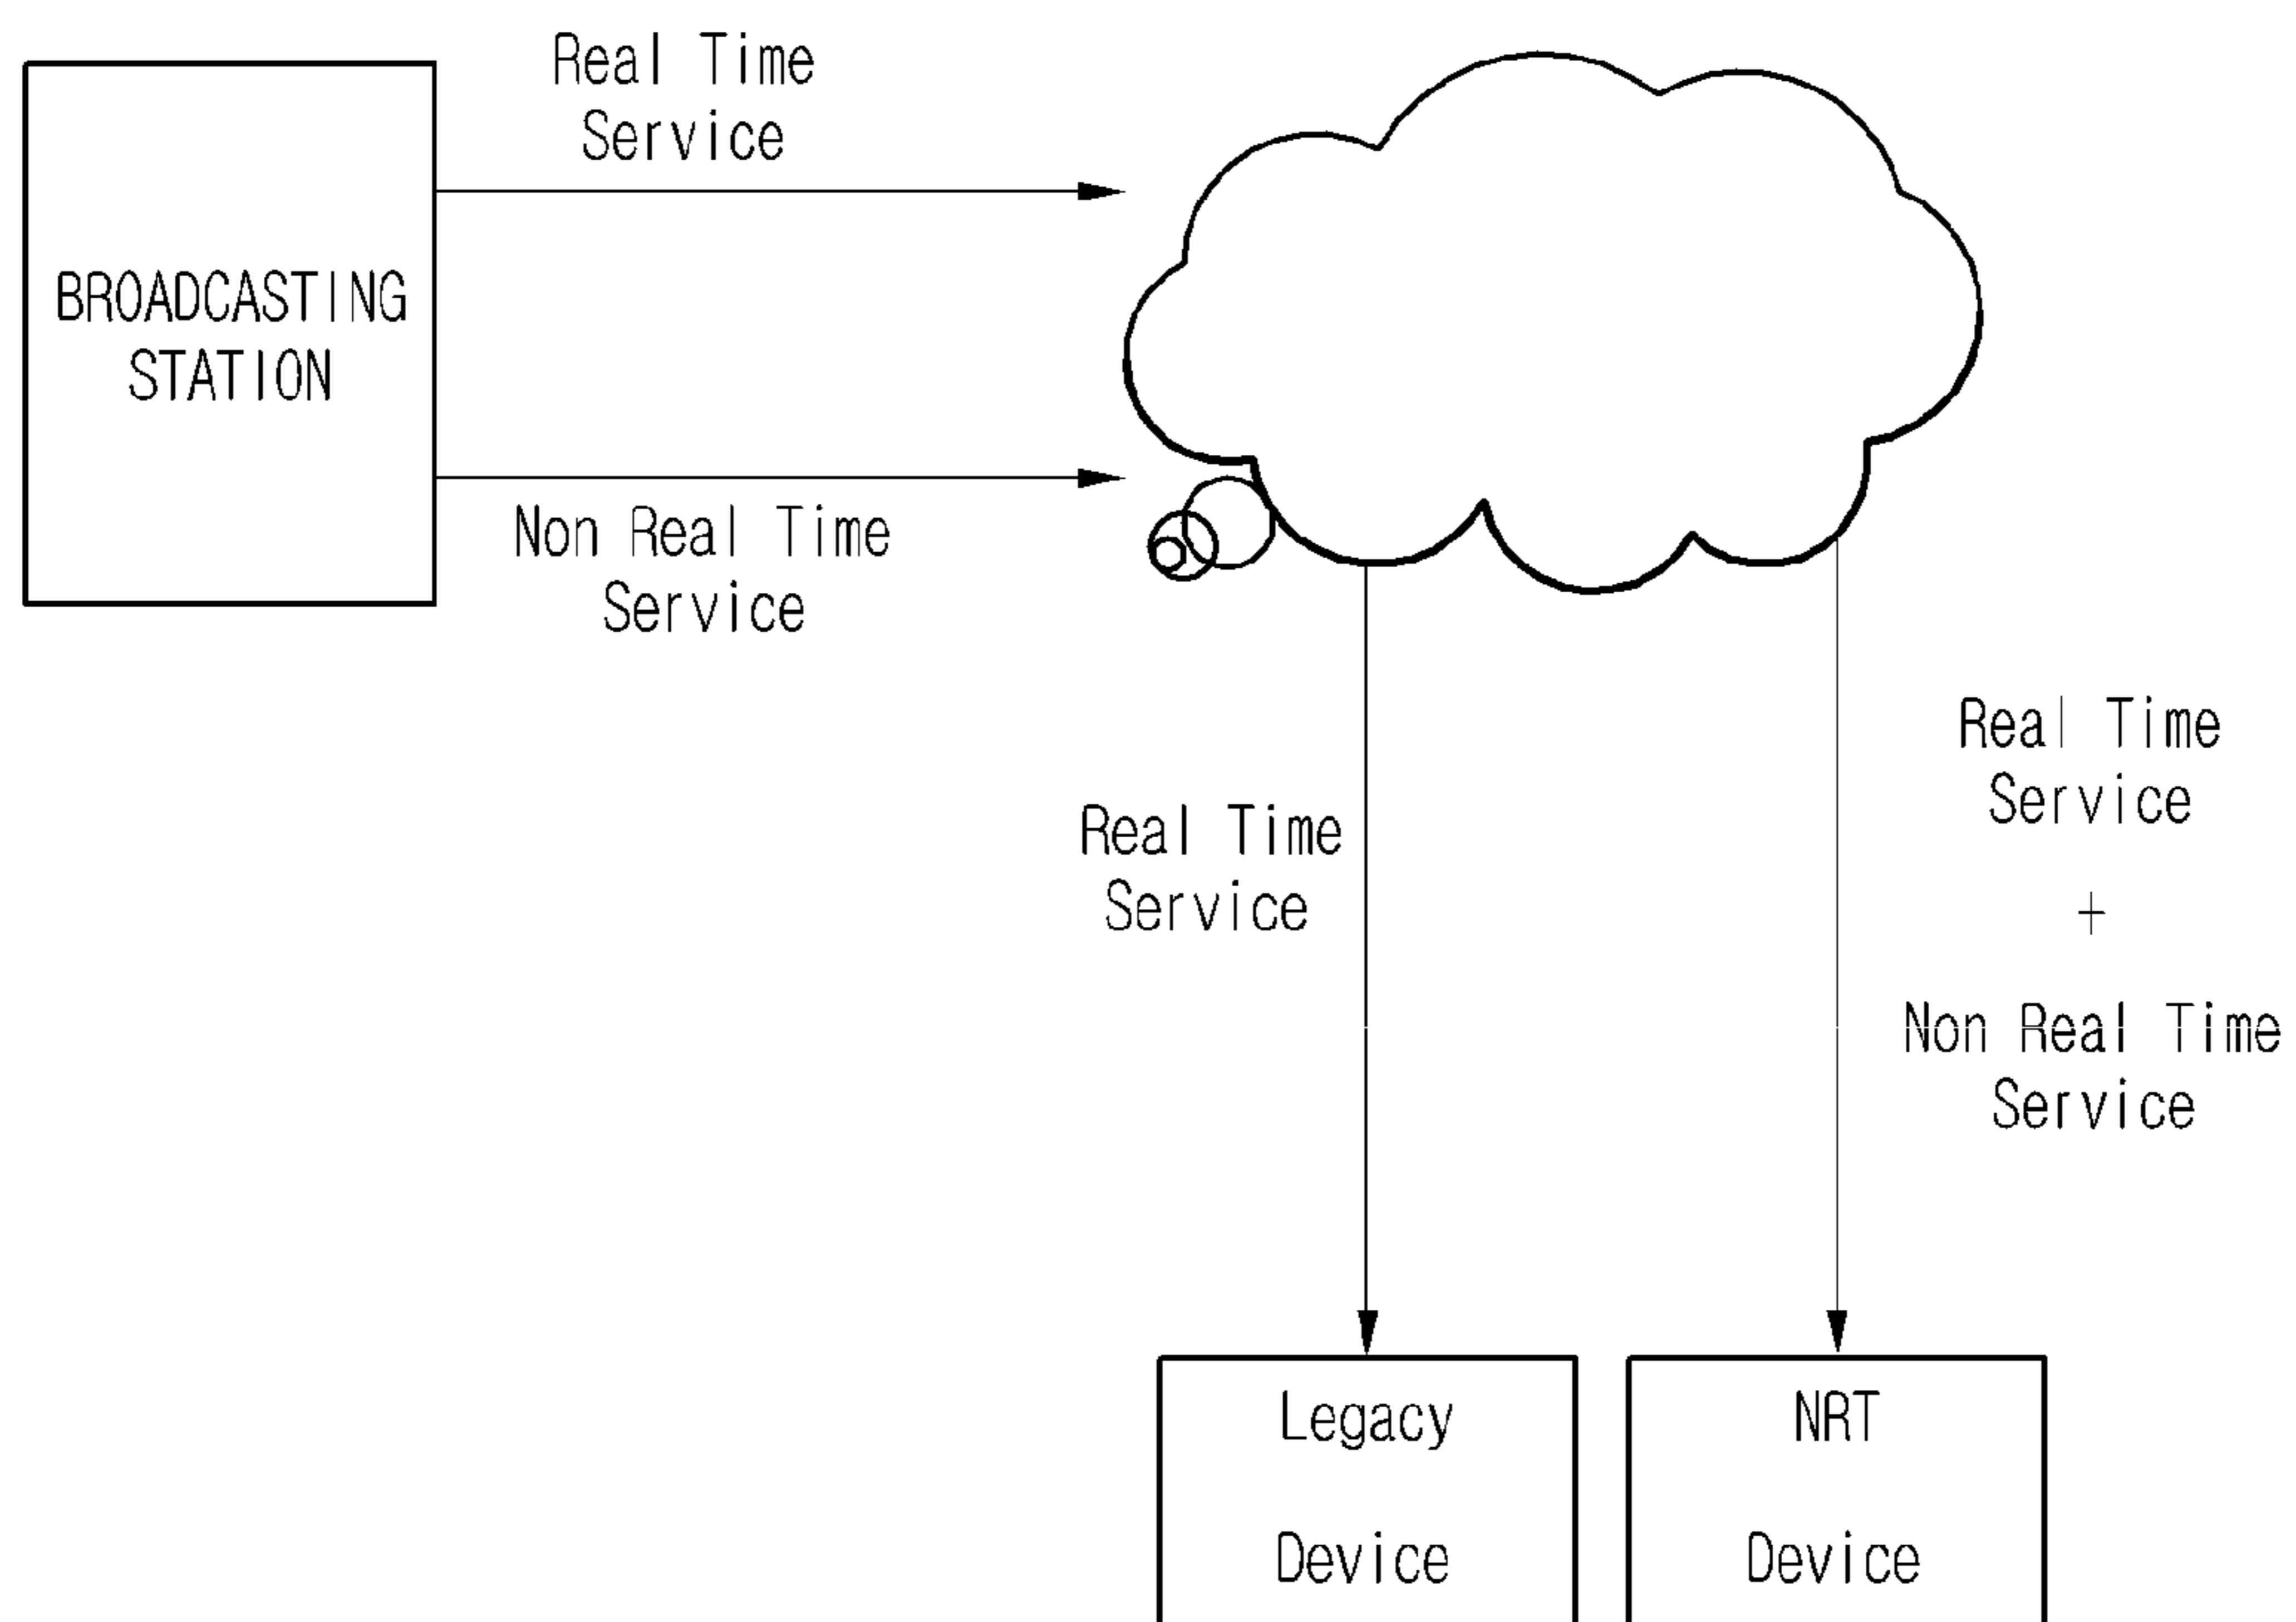 Real Time
Service
BROADCASTING
STATION
Non Real Time
Service
Real Time
Service
Real Time
Service
+
Non Real Time
Service
Legacy
Device
NRT
Device